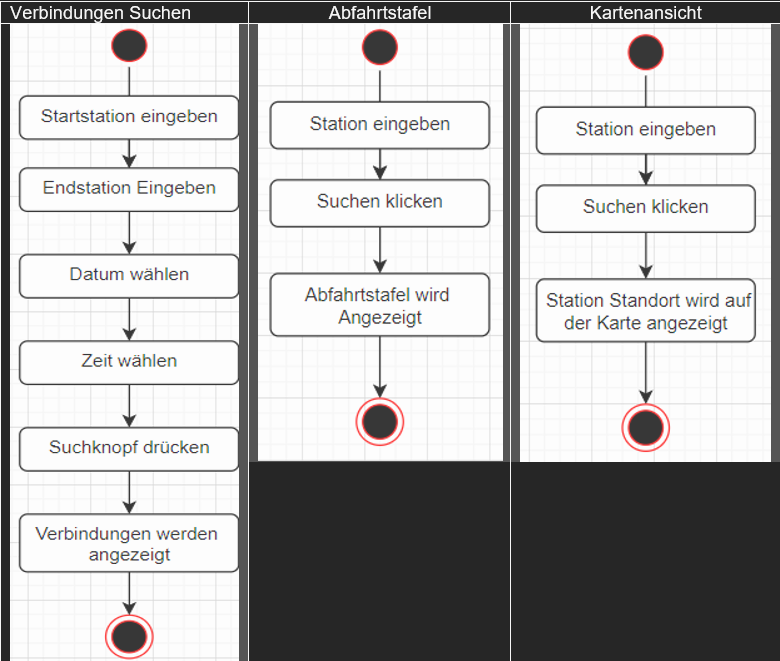 Verbindungen Suchen
Startstation eingeben
Endstation Eingeben
Datum wählen
Zeit wählen
Suchknopf drücken
Verbindungen werden
angezeigt
Abfahrtstafel
Station eingeben
Suchen klicken
Abfahrtstafel wird
Angezeigt
Kartenansicht
Station eingeben
Suchen klicken
Station Standort wird auf
der Karte angezeigt